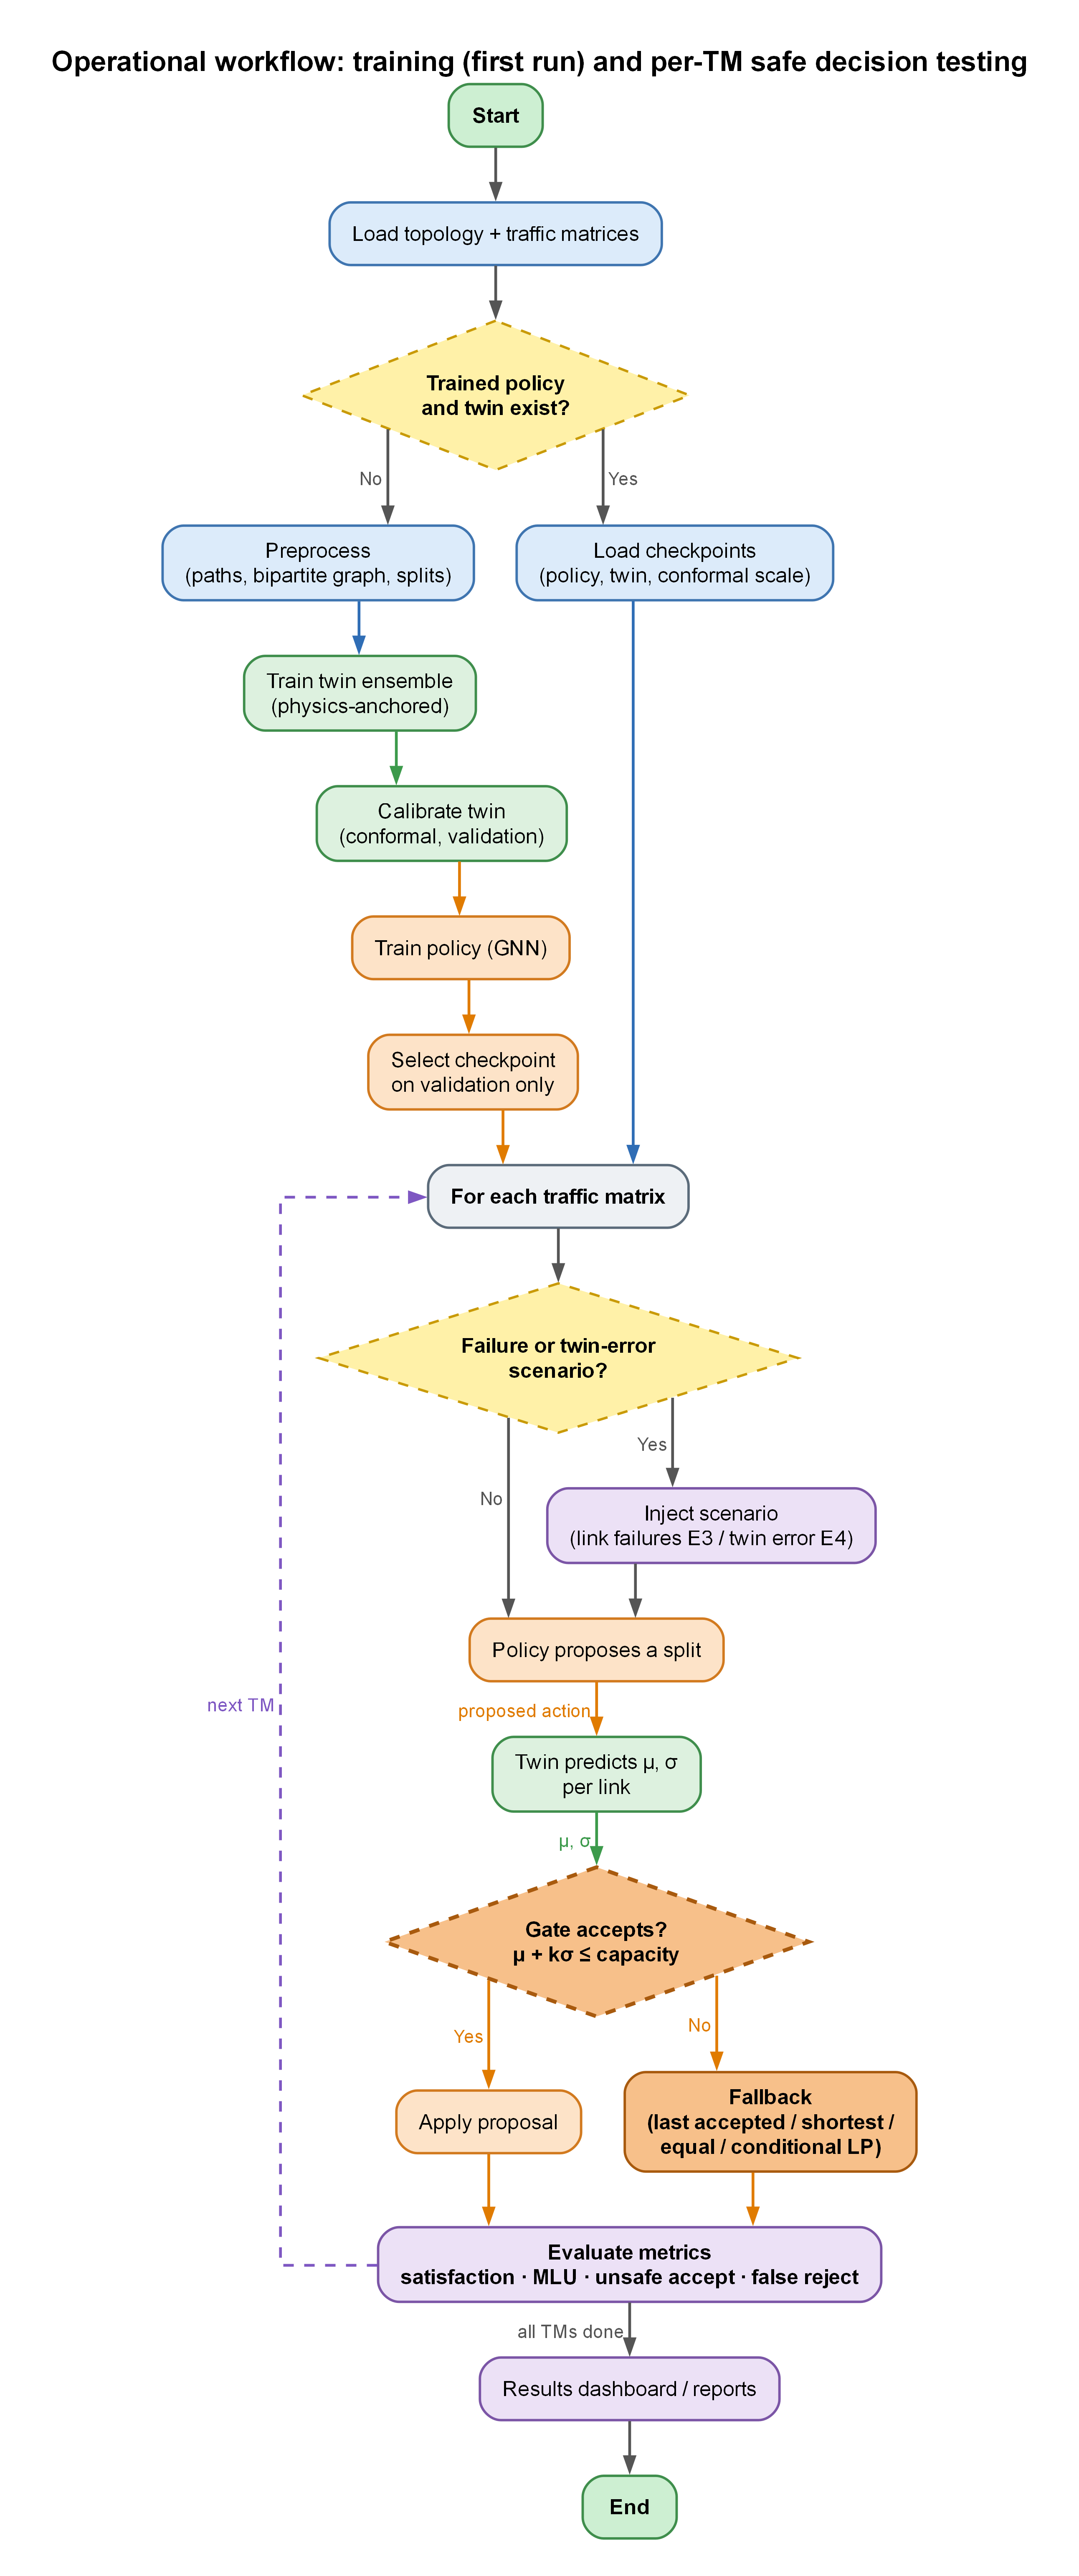 Operational workflow: training (first run) and per-TM safe decision testing
Start
Load topology + traffic matrices
Trained policy
and twin exist?
No
Yes
Preprocess
(paths, bipartite graph, splits)
Load checkpoints
(policy, twin, conformal scale)
Train twin ensemble
(physics-anchored)
Calibrate twin
(conformal, validation)
Train policy (GNN)
Select checkpoint
on validation only
For each traffic matrix
Failure or twin-error
scenario?
Yes
No
Inject scenario
(link failures E3 / twin error E4)
Policy proposes a split
next TM
proposed action
Twin predicts μ, σ
per link
μ, σ
Gate accepts?
μ + kσ ≤ capacity
Yes
No
Apply proposal
Fallback
(last accepted / shortest /
equal / conditional LP)
Evaluate metrics
satisfaction · MLU · unsafe accept · false reject
all TMs done
Results dashboard / reports
End